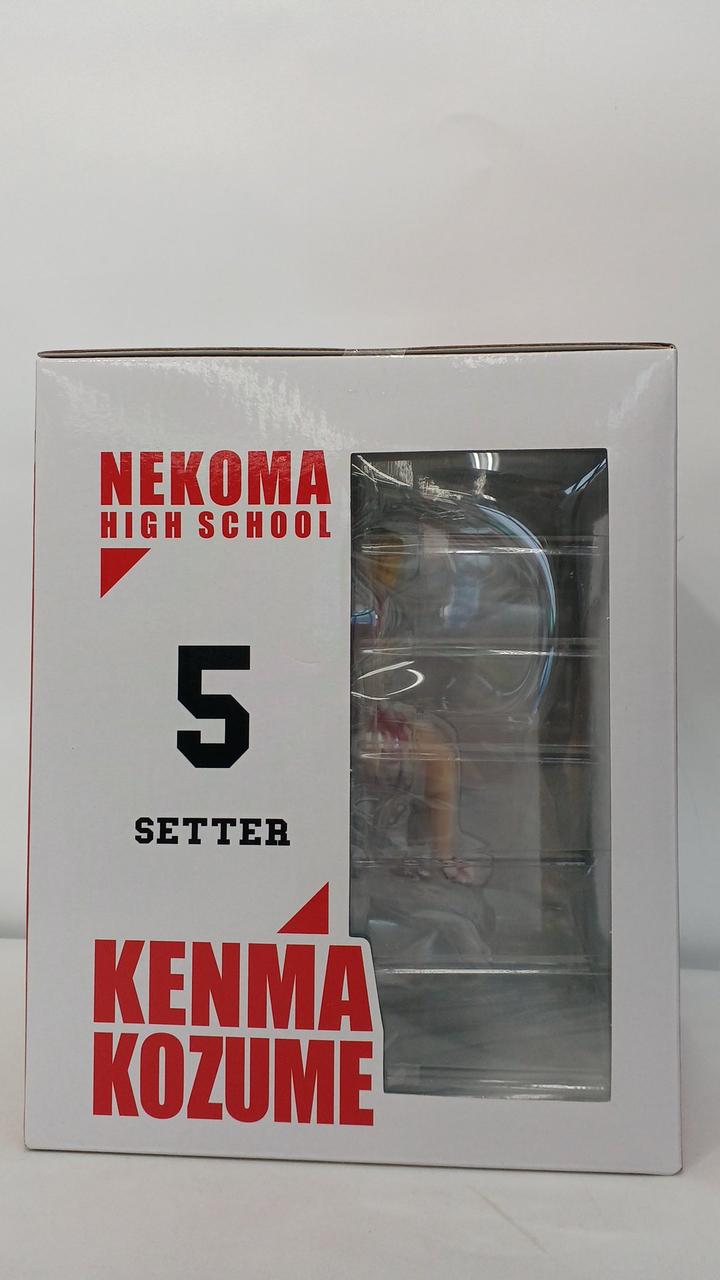 NEKOMA
HIGH SCHOOL
5
SETTER
KENMA
KOZUME